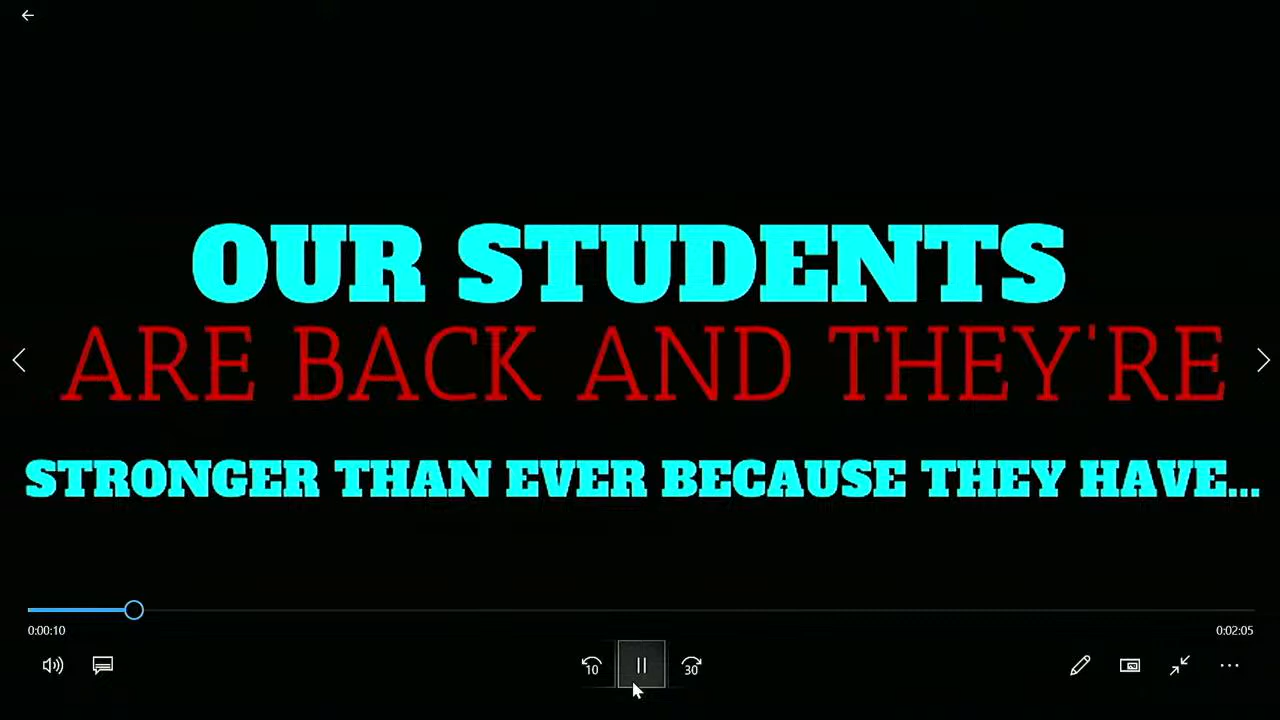 OUR STUDENTS
ARE BACK AND THEY'RE
STRONGER THAN EVER BECAUSE THEY HAVE...
0:00:10
0:02:05
10
30